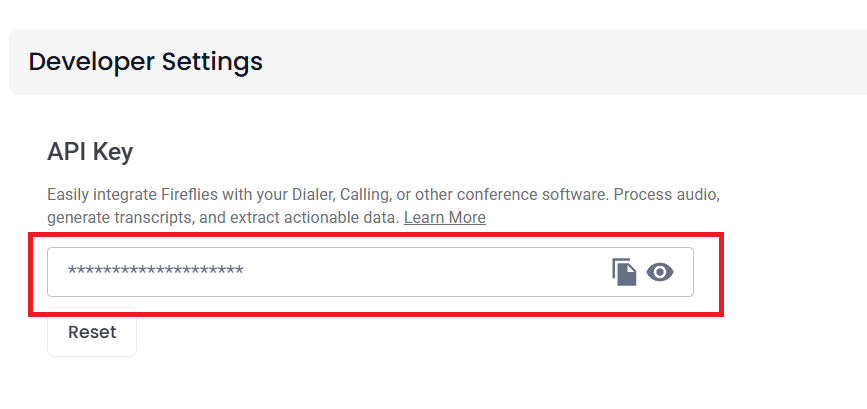 Developer Settings
API Key
Easily integrate Fireflies with your Dialer, Calling, or other conference software. Process audio,
generate transcripts, and extract actionable data. Learn More
********************
Reset